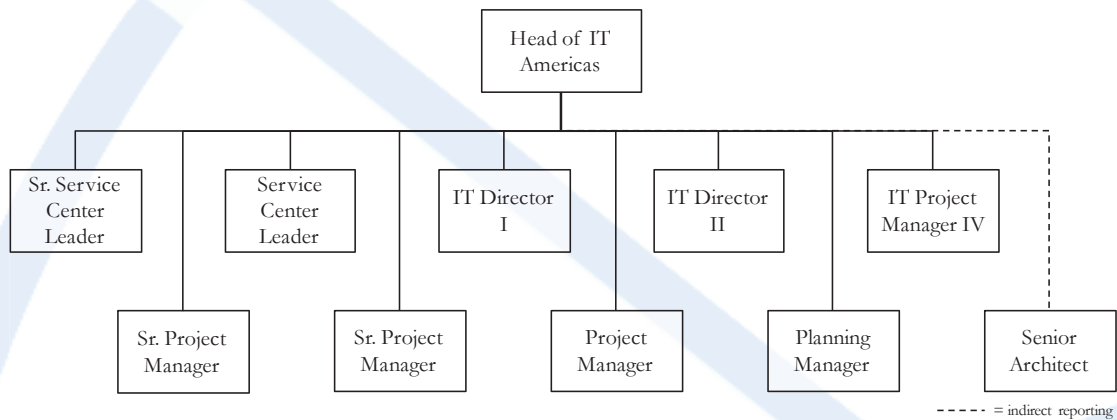 Head of IT
Americas
Sr. Service
Center
Leader
Service
Center
Leader
IT Director
I
IT Director
II
IT Project
Manager IV
Sr. Project
Manager
Sr. Project
Manager
Project
Manager
Planning
Manager
Senior
Architect
= indirect reporting